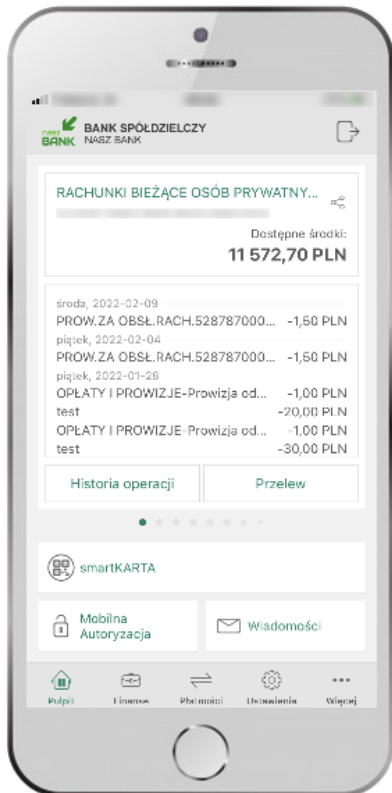 nasz BANK
BANK SPÓŁDZIELCZY
NASZ BANK
RACHUNKI BIEŻĄCE OSÓB PRYWATNY...
Dostępne środki:
11 572,70 PLN
środa, 2022-02-09
PROW.ZA OBSŁ.RACH.528787000... -1,50 PLN
piątek, 2022-02-04
PROW.ZA OBSŁ.RACH.528787000... -1,50 PLN
piątek, 2022-01-28
OPŁATY I PROWIZJE-Prowizja od... -1,00 PLN
test -20,00 PLN
OPŁATY I PROWIZJE-Prowizja od... -1,00 PLN
test -30,00 PLN
Historia operacji Przelew
smartKARTA
Mobilna Autoryzacja
Wiadomości
Pulpit Finanse Płatności Ustawienia Więcej